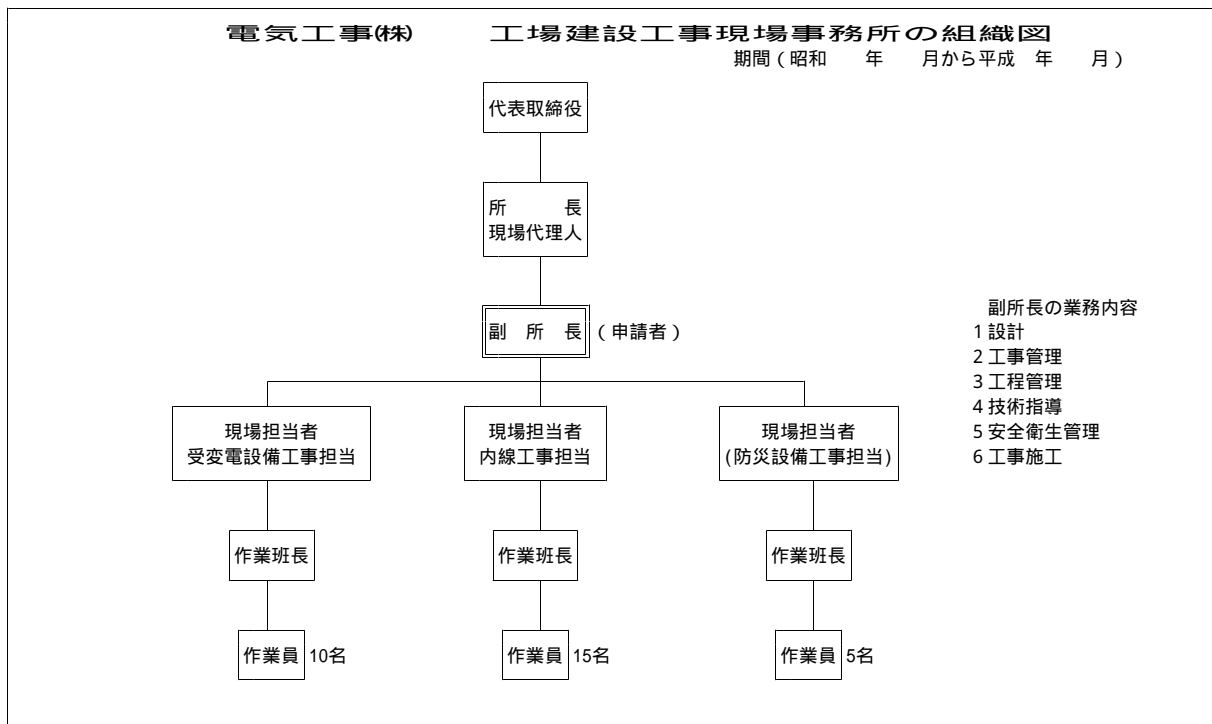 電気工事㈱　　工場建設工事現場事務所の組織図
期間（昭和　　年　　月から平成　年　　月）
代表取締役
所　　　長
現場代理人
副　所　長（申請者）
副所長の業務内容
1 設計
2 工事管理
3 工程管理
4 技術指導
5 安全衛生管理
6 工事施工
現場担当者
受変電設備工事担当
現場担当者
内線工事担当
現場担当者
(防災設備工事担当)
作業班長
作業班長
作業班長
作業員 10名
作業員 15名
作業員 5名